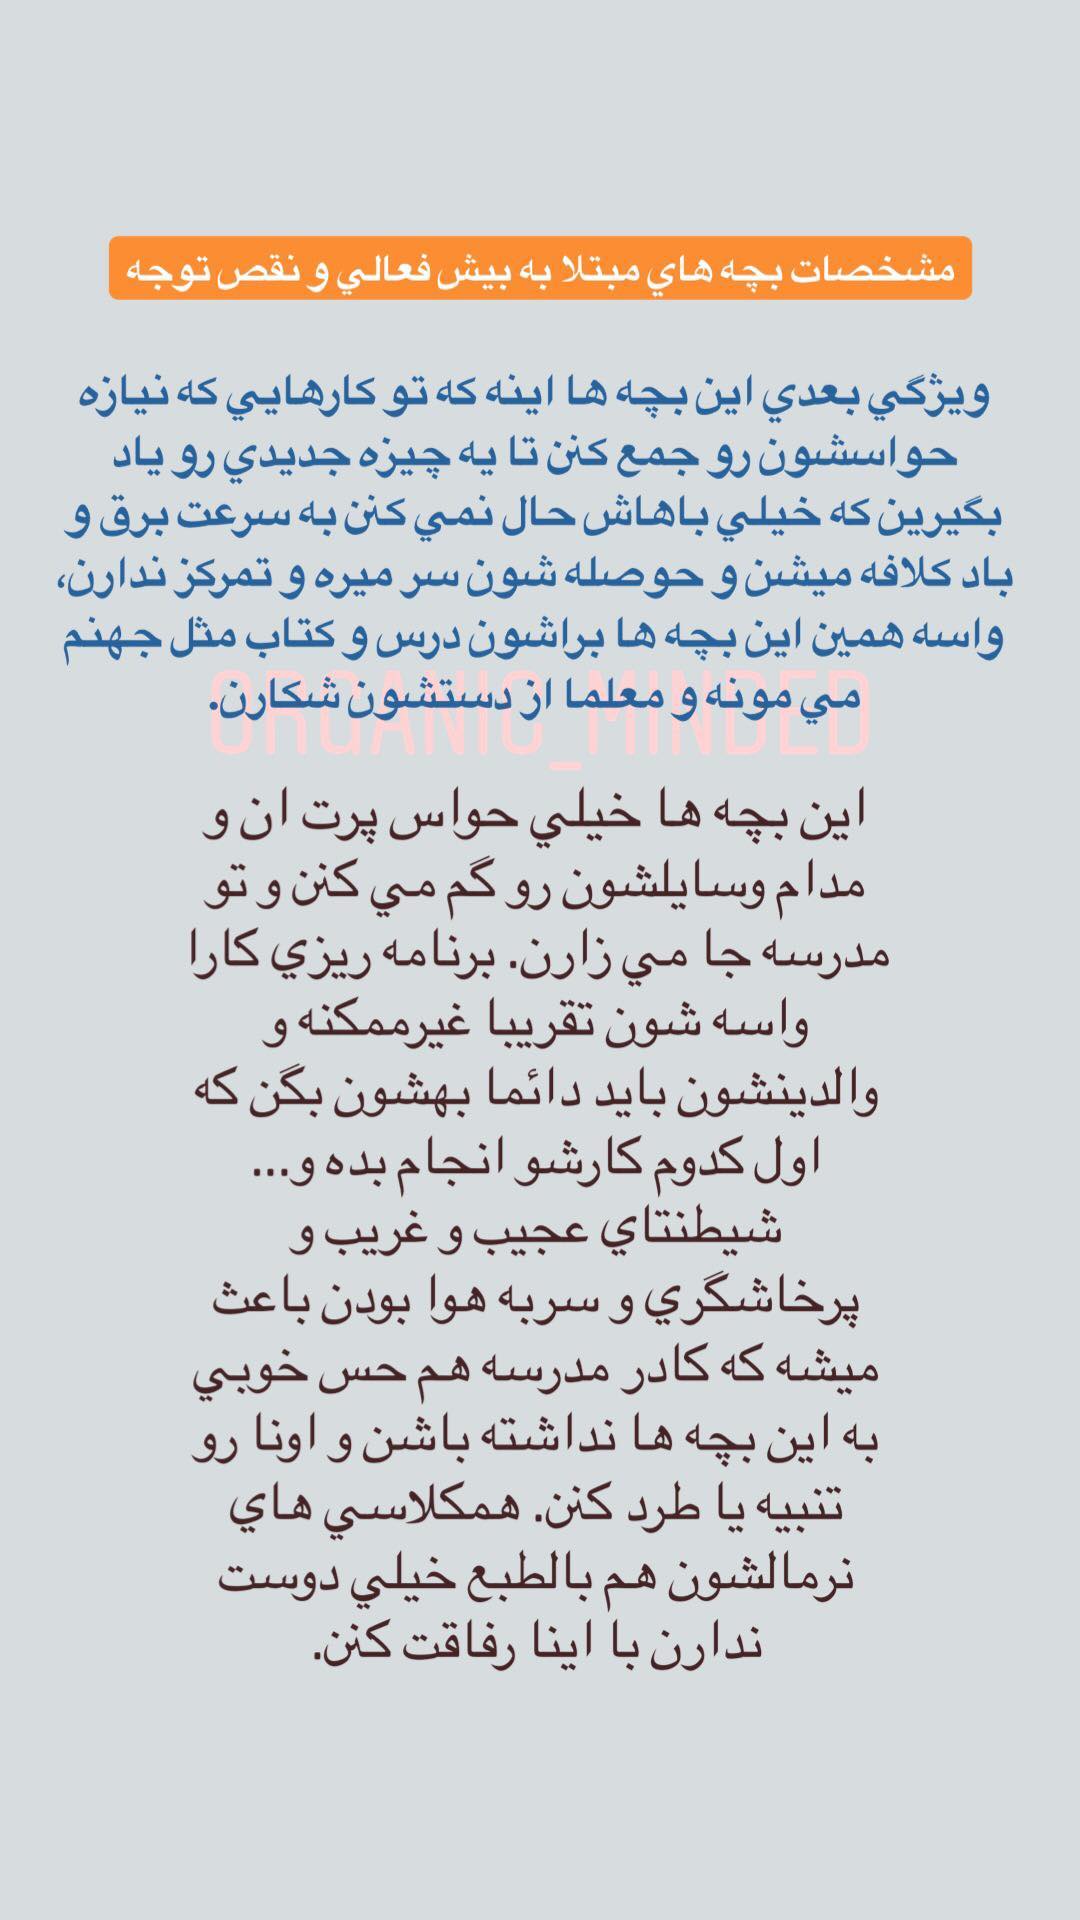 مشخصات بچه هاي مبتلا به بيش فعالي و نقص توجه
ويژگي بعدي اين بچه ها اينه كه تو كارهايي كه نيازه
حواسشون رو جمع كنن تا يه چيزه جديدي رو ياد
بگيرين كه خيلي باهاش حال نمي كنن به سرعت برق و
باد كلافه ميشن و حوصله شون سر ميره و تمركز ندارن،
واسه همين اين بچه ها براشون درس و كتاب مثل جهنم
مي مونه و معلما از دستشون شكارن.
ORGANIC_MINDED
اين بچه ها خيلي حواس پرت ان و
مدام وسايلشون رو گم مي كنن و تو
مدرسه جا مي زارن. برنامه ريزي كارا
واسه شون تقريبا غيرممكنه و
والدينشون بايد دائما بهشون بگن كه
اول كدوم كارشو انجام بده و...
شيطنتاي عجيب و غريب و
پرخاشگري و سربه هوا بودن باعث
ميشه كه كادر مدرسه هم حس خوبي
به اين بچه ها نداشته باشن و اونا رو
تنبيه يا طرد كنن. همكلاسي هاي
نرمالشون هم بالطبع خيلي دوست
ندارن با اينا رفاقت كنن.